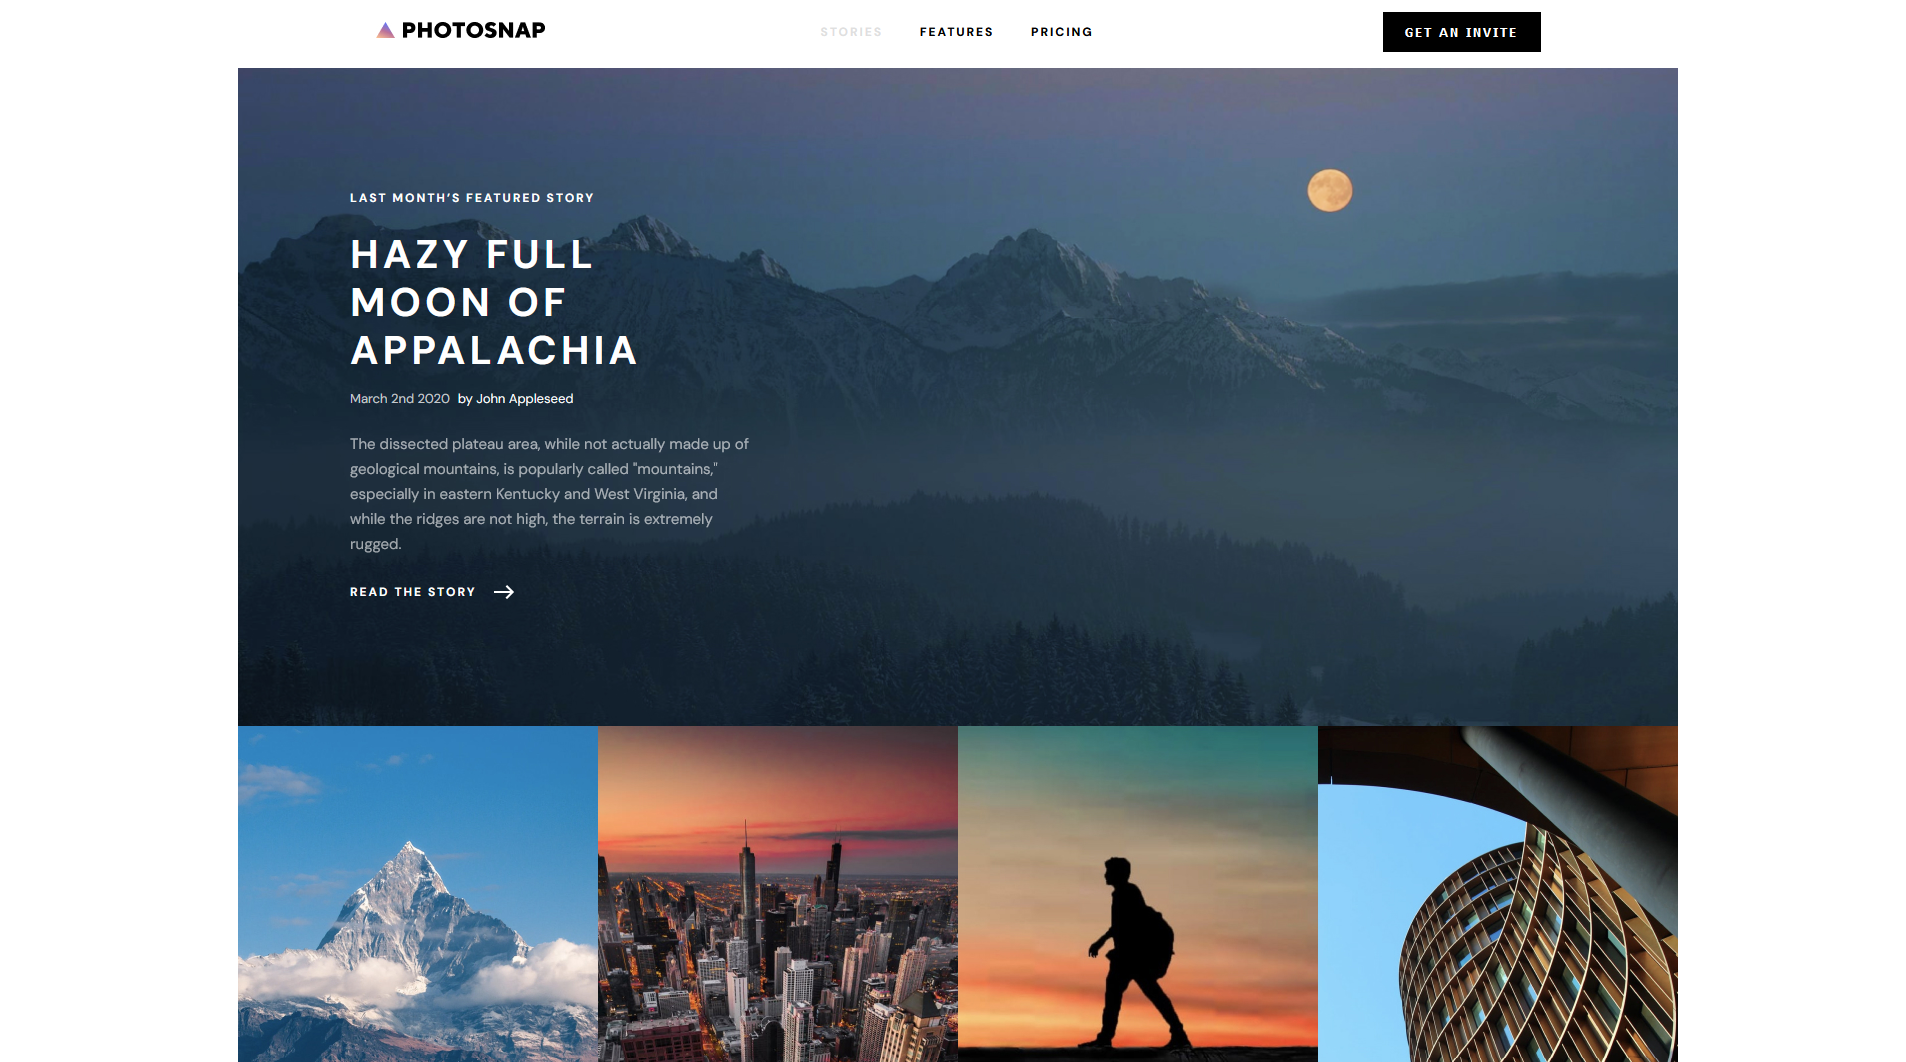 PHOTOSNAP
STORIES FEATURES PRICING
GET AN INVITE
LAST MONTH’S FEATURED STORY
HAZY FULL
MOON OF
APPALACHIA
March 2nd 2020 by John Appleseed
The dissected plateau area, while not actually made up of
geological mountains, is popularly called "mountains,"
especially in eastern Kentucky and West Virginia, and
while the ridges are not high, the terrain is extremely
rugged.
READ THE STORY